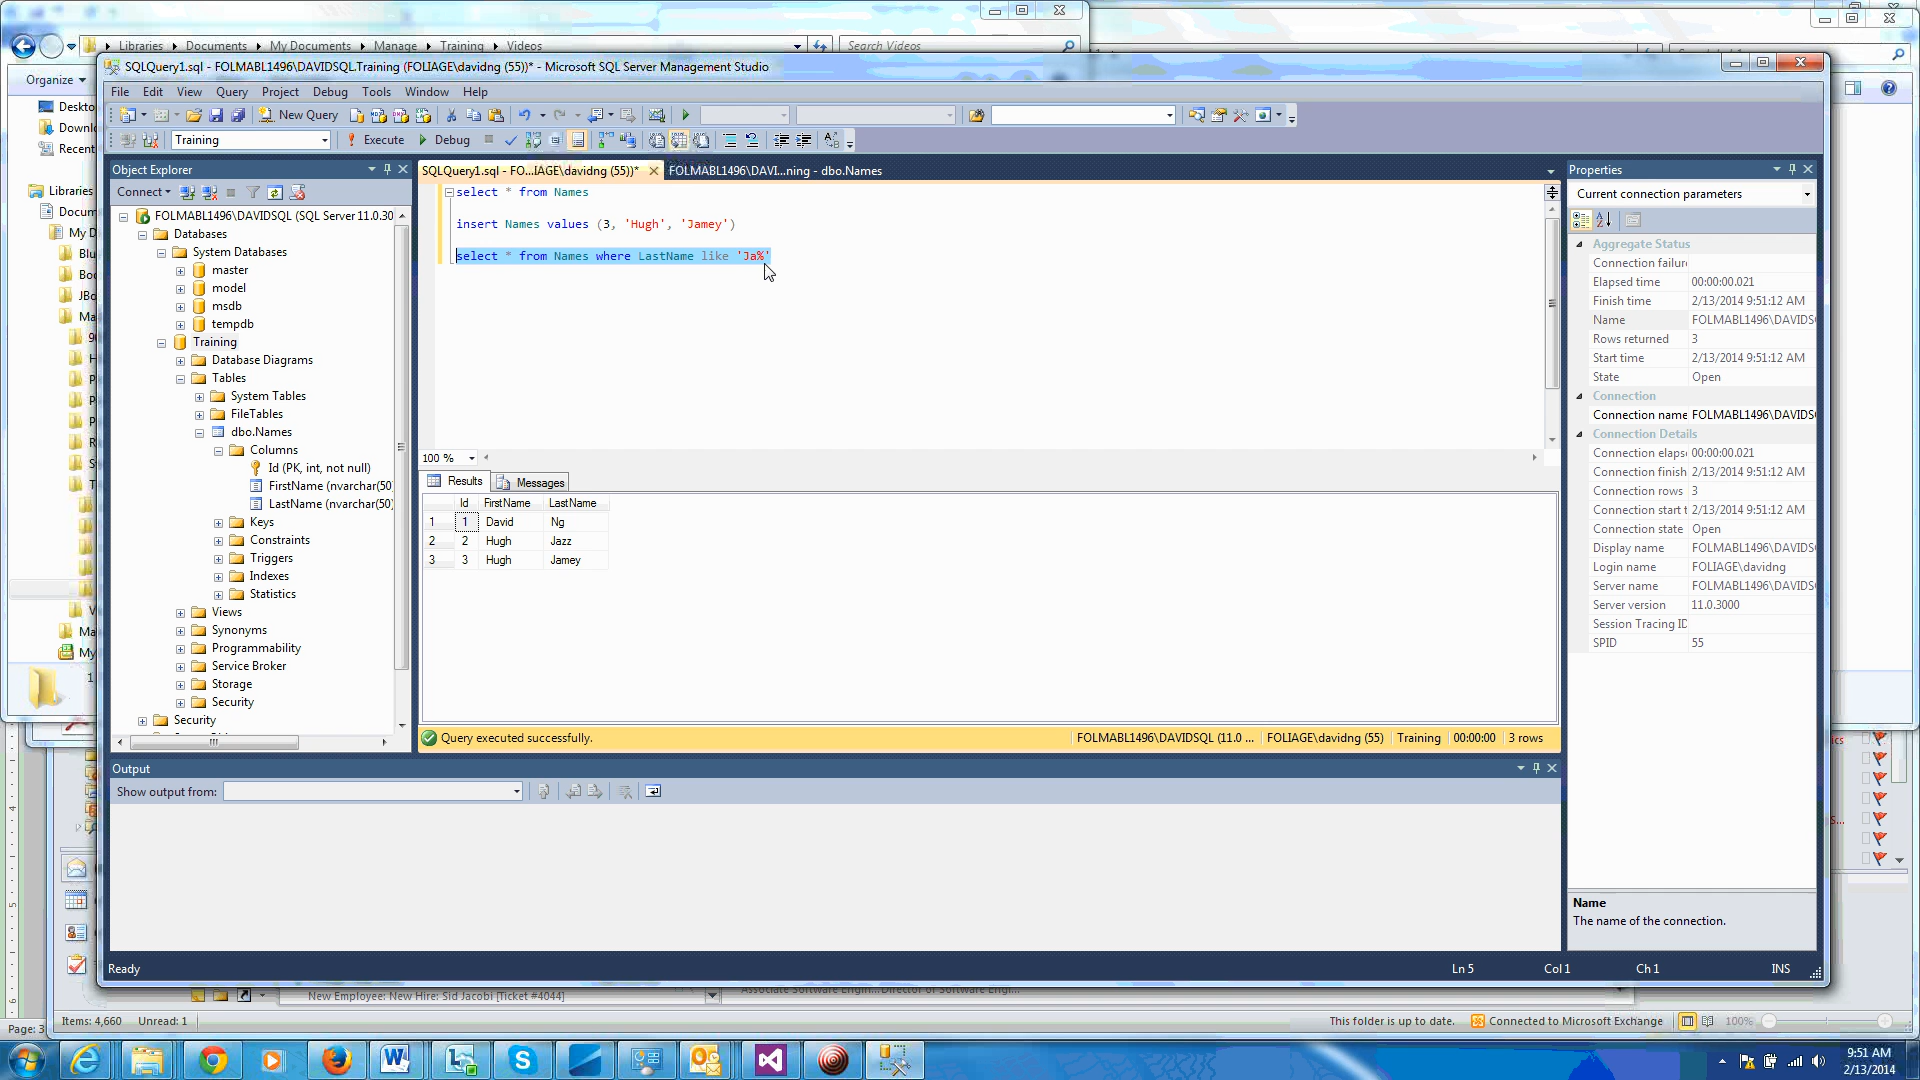 Libraries ▸ Documents ▸ My Documents ▸ Manage ▸ Training ▸ Videos
Search Videos
Organize
SQLQuery1.sql - FOLMABL1496\DAVIDSQL.Training (FOLIAGE\davidng (55))* - Microsoft SQL Server Management Studio
File Edit View Query Project Debug Tools Window Help
New Query
Training
Execute
Debug
Object Explorer
Connect
FOLMABL1496\DAVIDSQL (SQL Server 11.0.30
Databases
System Databases
master
model
msdb
tempdb
Training
Database Diagrams
Tables
System Tables
FileTables
dbo.Names
Columns
Id (PK, int, not null)
FirstName (nvarchar(50)
LastName (nvarchar(50)
Keys
Constraints
Triggers
Indexes
Statistics
Views
Synonyms
Programmability
Service Broker
Storage
Security
Security
SQLQuery1.sql - FO...IAGE\davidng (55))*
FOLMABL1496\DAVI...ning - dbo.Names
select * from Names
insert Names values (3, 'Hugh', 'Jamey')
select * from Names where LastName like 'Ja%'
100 %
Results
Messages
Id FirstName LastName
1 1 David Ng
2 2 Hugh Jazz
3 3 Hugh Jamey
Query executed successfully.
FOLMABL1496\DAVIDSQL (11.0 ...
FOLIAGE\davidng (55)
Training
00:00:00
3 rows
Output
Show output from:
Properties
Current connection parameters
Aggregate Status
Connection failure
Elapsed time 00:00:00.021
Finish time 2/13/2014 9:51:12 AM
Name FOLMABL1496\DAVIDS
Rows returned 3
Start time 2/13/2014 9:51:12 AM
State Open
Connection
Connection name FOLMABL1496\DAVIDS
Connection Details
Connection elaps 00:00:00.021
Connection finish 2/13/2014 9:51:12 AM
Connection rows 3
Connection start t 2/13/2014 9:51:12 AM
Connection state Open
Display name FOLMABL1496\DAVIDS
Login name FOLIAGE\davidng
Server name FOLMABL1496\DAVIDS
Server version 11.0.3000
Session Tracing ID
SPID 55
Name
The name of the connection.
Ready
Ln 5
Col 1
Ch 1
INS
Deskto
Downl
Recent
Libraries
Docum
My D
Blu
Boo
JBo
Ma
New Employee: New Hire: Sid Jacobi [Ticket #4044]
Items: 4,660
Unread: 1
This folder is up to date.
Connected to Microsoft Exchange
100%
Page: 3
9:51 AM
2/13/2014